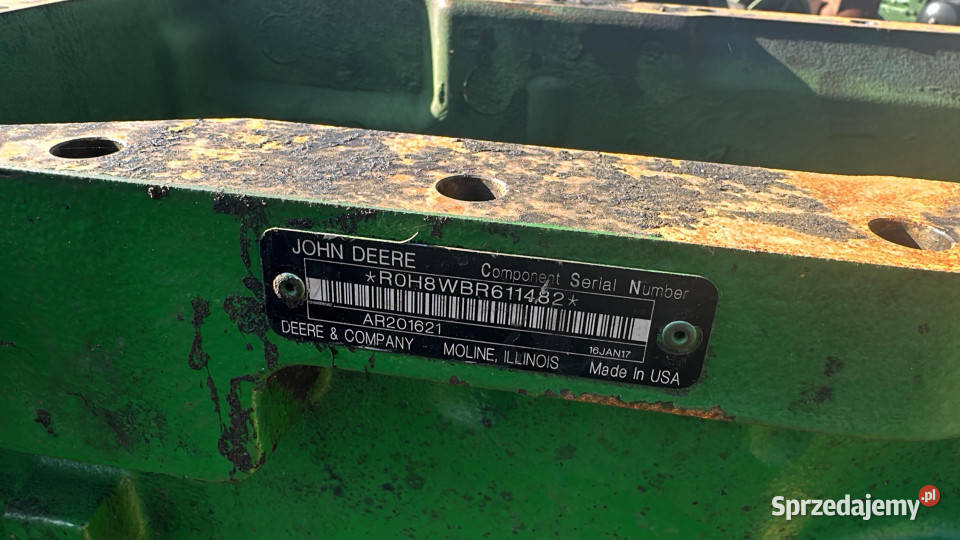 JOHN DEERE Component Serial Number
*R0H8WBR611482*
AR201621
16JAN17
DEERE & COMPANY MOLINE, ILLINOIS Made In USA
Sprzedajemy.pl